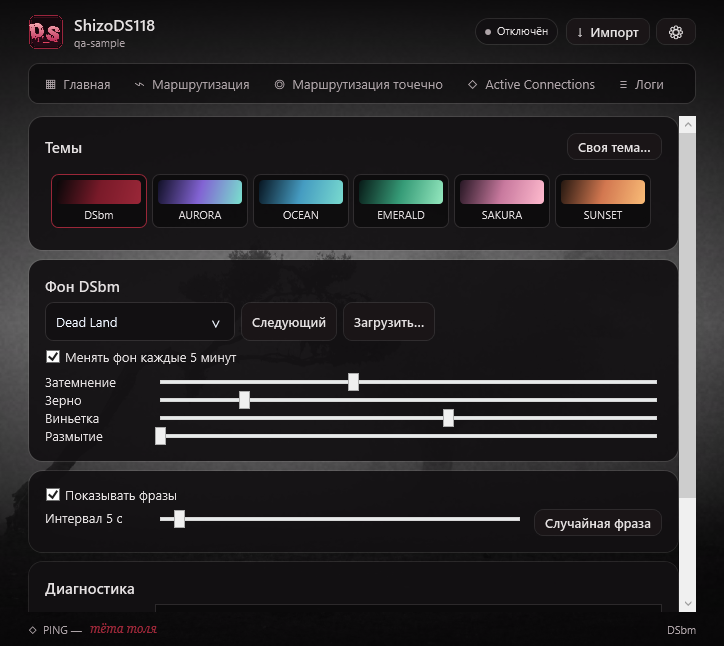 DS
ShizoDS118
qa-sample
Отключён
Импорт
Главная
Маршрутизация
Маршрутизация точечно
Active Connections
Логи
Темы
Своя тема...
DSbm
AURORA
OCEAN
EMERALD
SAKURA
SUNSET
Фон DSbm
Dead Land
Следующий
Загрузить...
Менять фон каждые 5 минут
Затемнение
Зерно
Виньетка
Размытие
Показывать фразы
Интервал 5 с
Случайная фраза
Диагностика
PING — тёта толя
DSbm